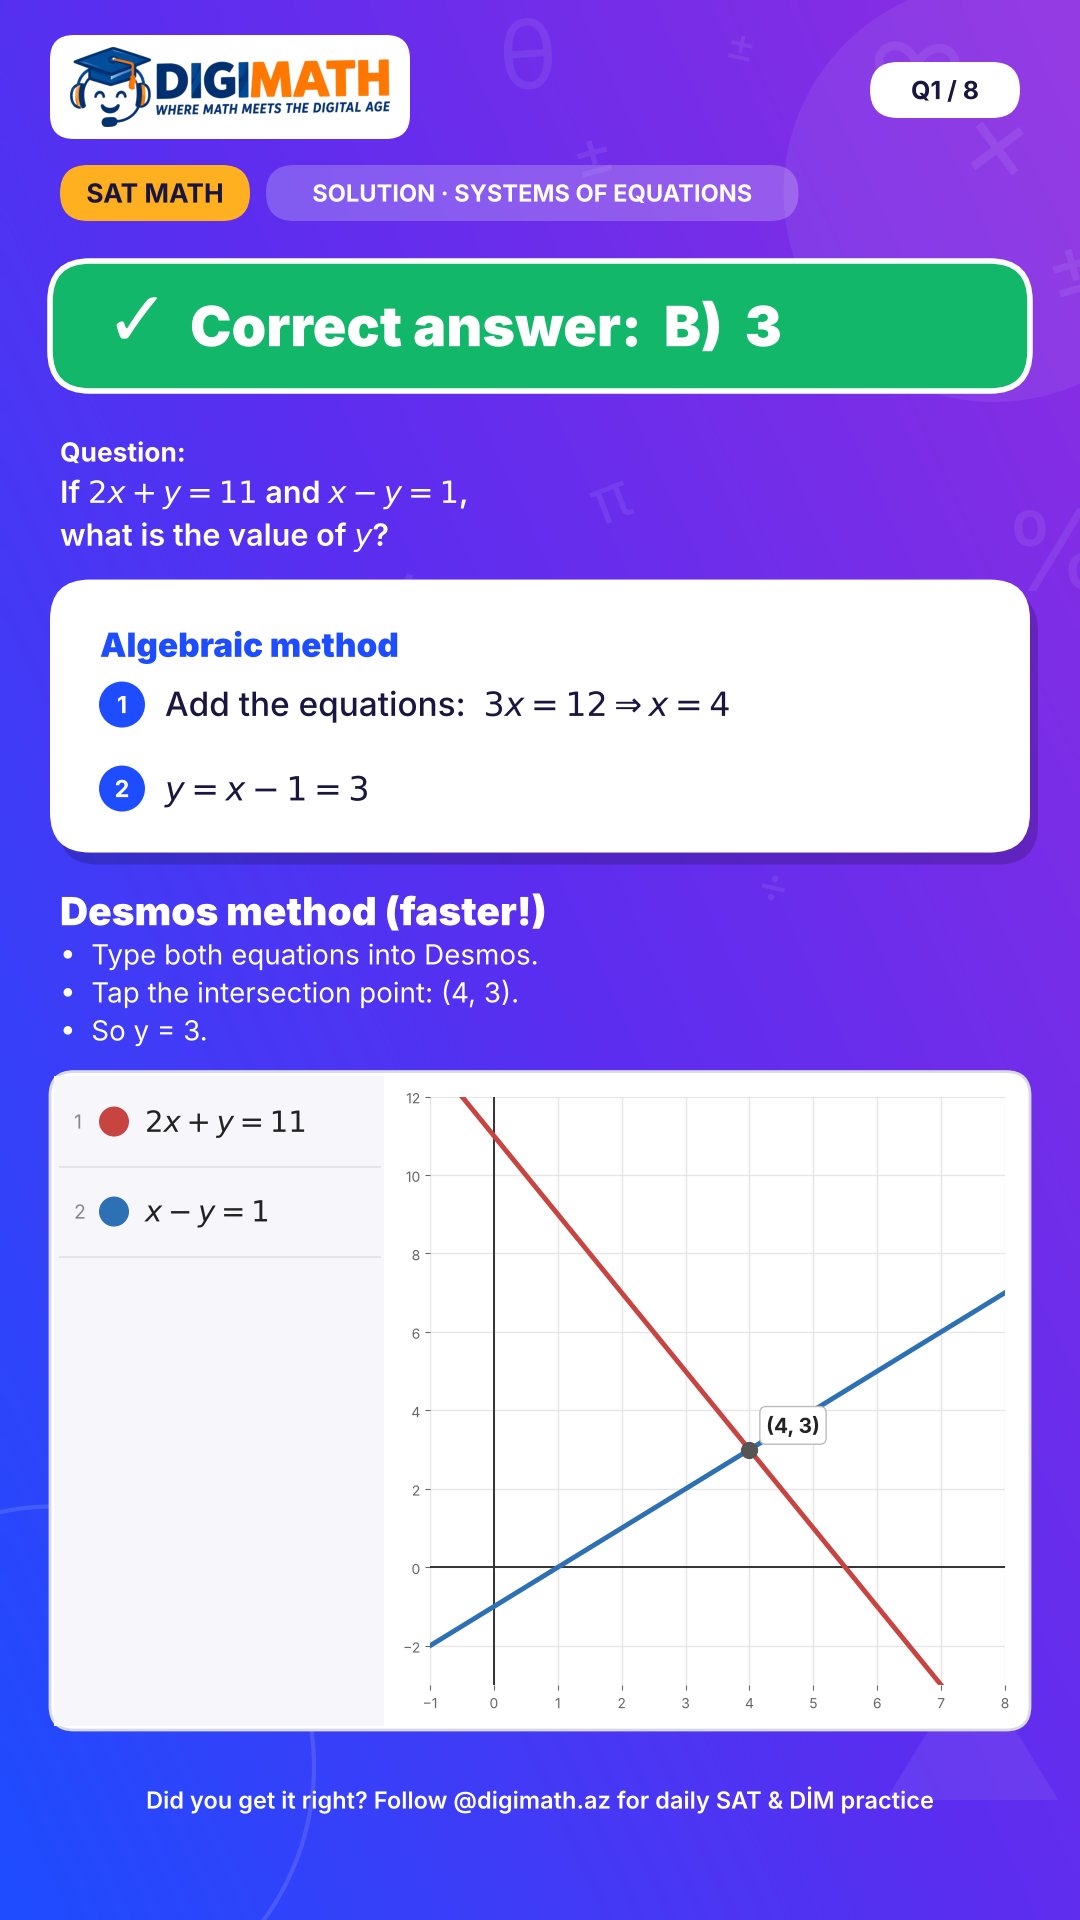 DIGIMATH
WHERE MATH MEETS THE DIGITAL AGE
Q1 / 8
SAT MATH
SOLUTION · SYSTEMS OF EQUATIONS
✓ Correct answer: B) 3
Question:
If 2x + y = 11 and x − y = 1,
what is the value of y?
Algebraic method
1 Add the equations: 3x = 12 ⇒ x = 4
2 y = x − 1 = 3
Desmos method (faster!)
• Type both equations into Desmos.
• Tap the intersection point: (4, 3).
• So y = 3.
1 2x + y = 11
2 x − y = 1
12
10
8
6
4
2
0
−2
(4, 3)
−1 0 1 2 3 4 5 6 7 8
Did you get it right? Follow @digimath.az for daily SAT & DİM practice